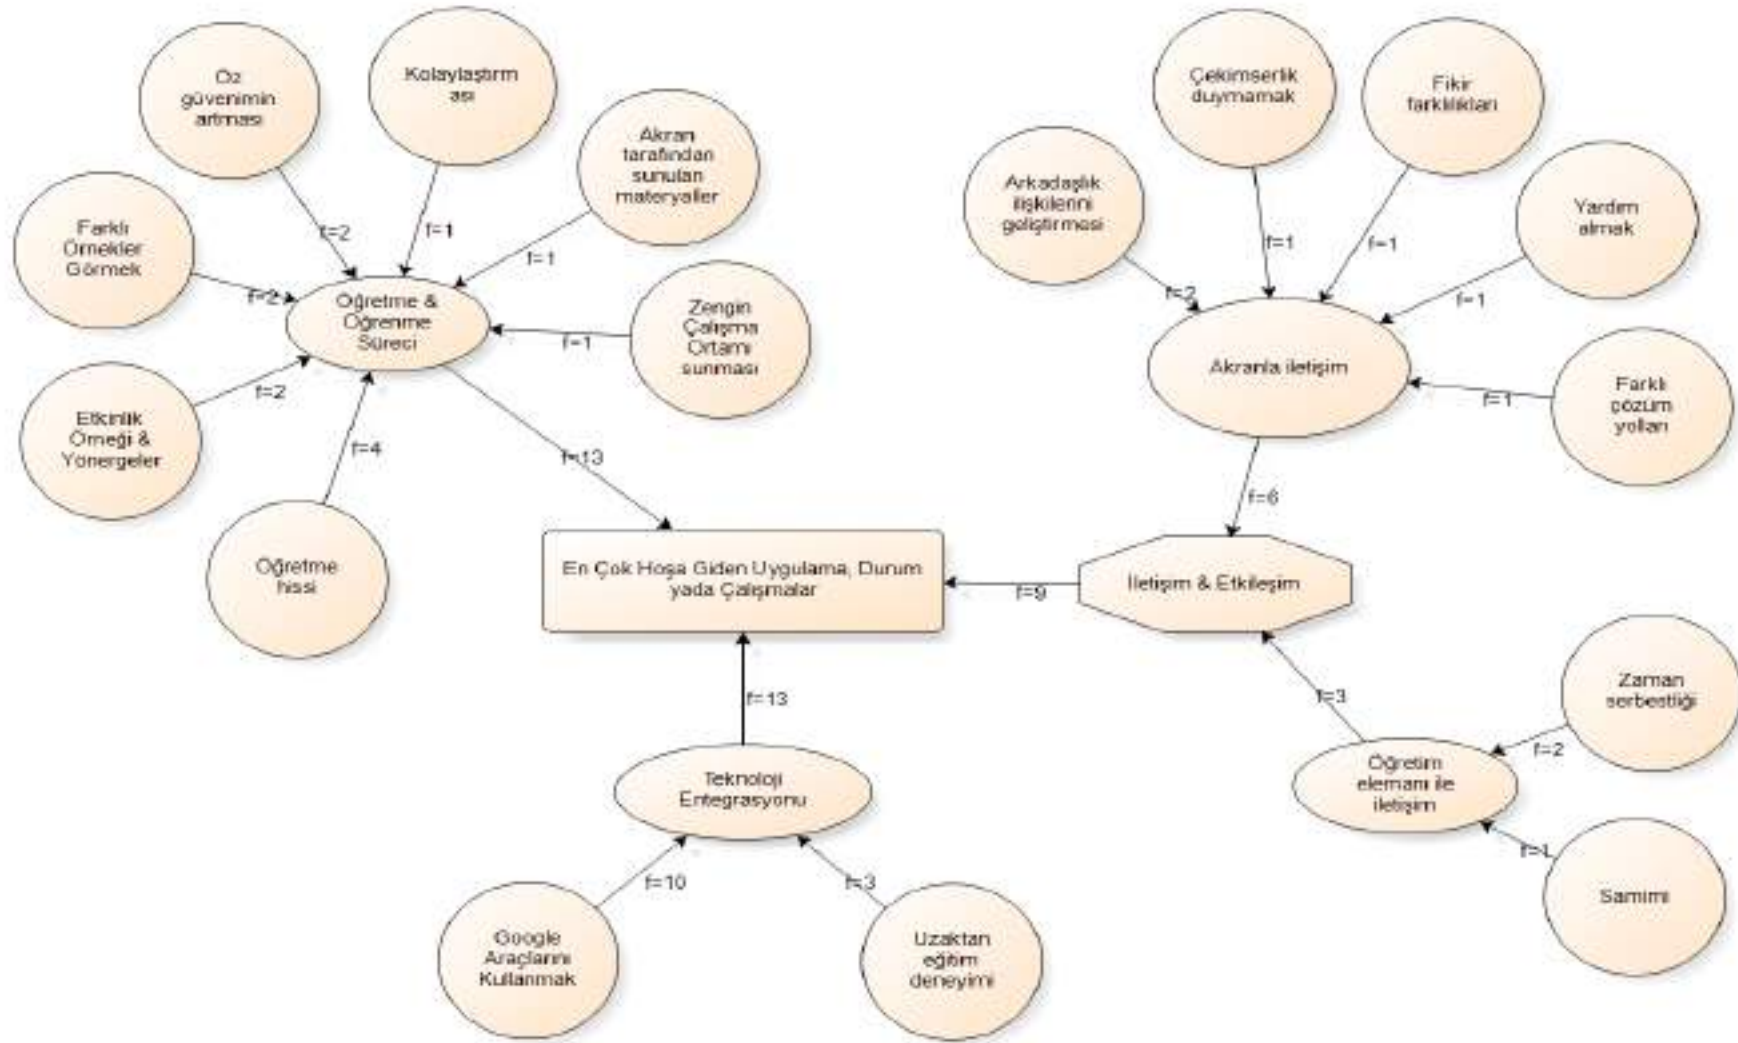 Öz
güvenimin
artması
Kolaylaştırm
ası
Akran
tarafından
sunulan
materyaller
Farklı
Örnekler
Görmek
Zengin
Çalışma
Ortamı
sunması
Etkinlik
Örneği &
Yönergeler
Öğretme
hissi
Öğretme &
Öğrenme
Süreci
f=2
f=1
f=1
f=2
f=1
f=2
f=4
f=13
Çekimserlik
duymamak
Fikir
farklılıkları
Arkadaşlık
ilişkilerini
geliştirmesi
Yardım
almak
Farklı
çözüm
yolları
Akranla iletişim
f=1
f=1
f=2
f=1
f=1
f=6
En Çok Hoşa Giden Uygulama, Durum
yada Çalışmalar
f=9
İletişim & Etkileşim
f=3
Zaman
serbestliği
f=2
Öğretim
elemanı ile
iletişim
f=1
Samimi
f=13
Teknoloji
Entegrasyonu
f=10
f=3
Google
Araçlarını
Kullanmak
Uzaktan
eğitim
deneyimi